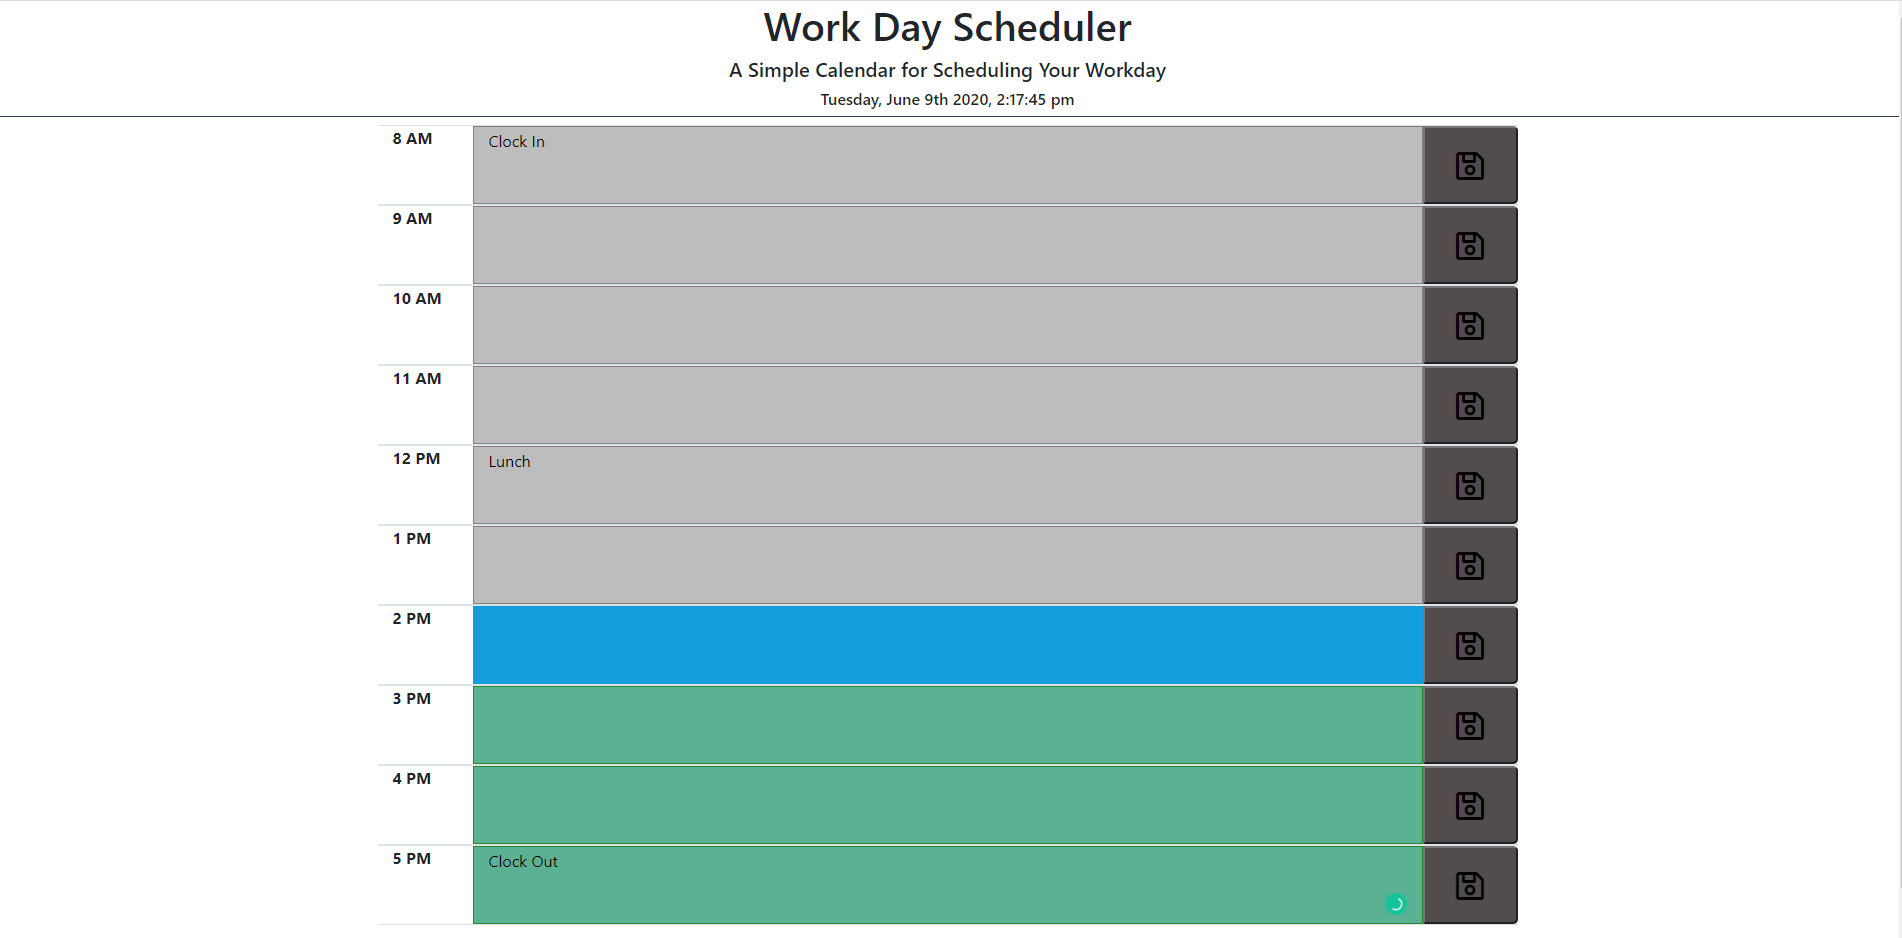 Work Day Scheduler
A Simple Calendar for Scheduling Your Workday
Tuesday, June 9th 2020, 2:17:45 pm
8 AM Clock In
9 AM
10 AM
11 AM
12 PM Lunch
1 PM
2 PM
3 PM
4 PM
5 PM Clock Out